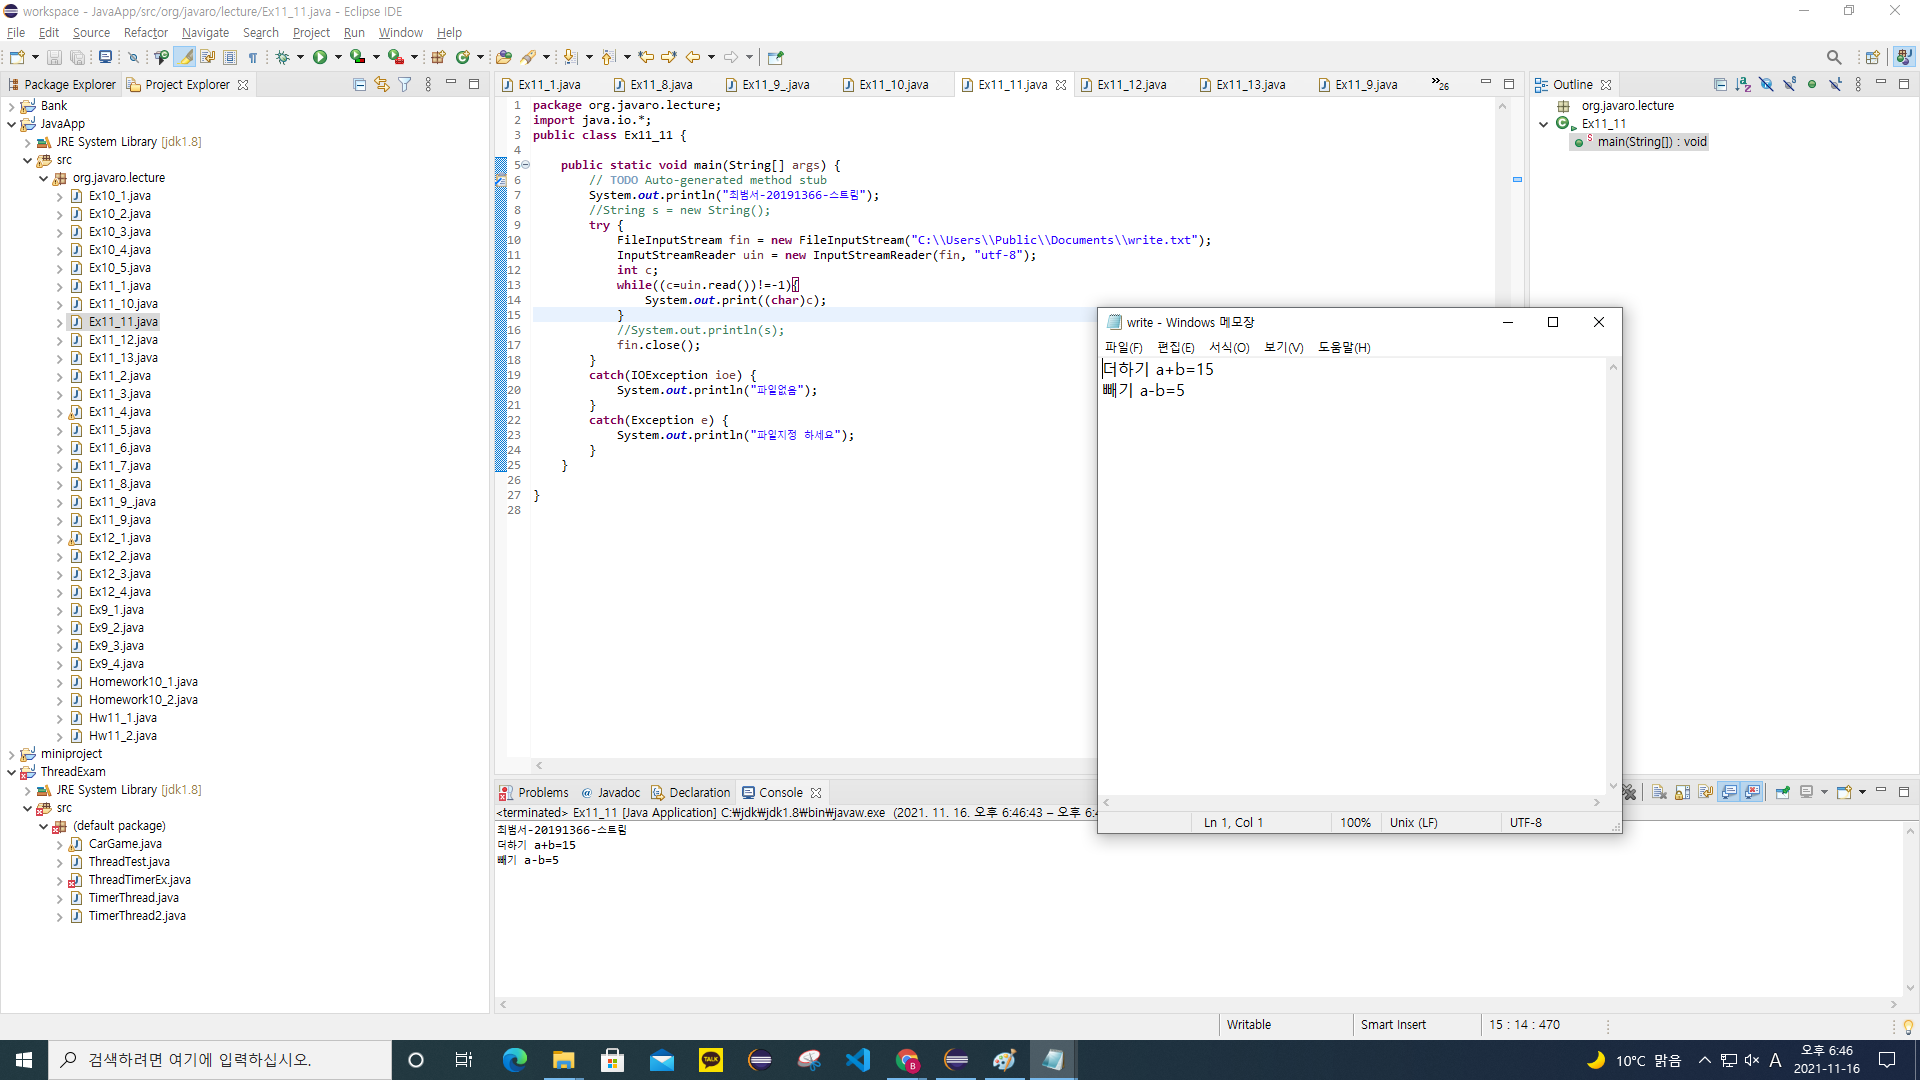 workspace - JavaApp/src/org/javaro/lecture/Ex11_11.java - Eclipse IDE
File Edit Source Refactor Navigate Search Project Run Window Help
Package Explorer Project Explorer
Bank
JavaApp
JRE System Library [jdk1.8]
src
org.javaro.lecture
Ex10_1.java
Ex10_2.java
Ex10_3.java
Ex10_4.java
Ex10_5.java
Ex11_1.java
Ex11_10.java
Ex11_11.java
Ex11_12.java
Ex11_13.java
Ex11_2.java
Ex11_3.java
Ex11_4.java
Ex11_5.java
Ex11_6.java
Ex11_7.java
Ex11_8.java
Ex11_9_.java
Ex11_9.java
Ex12_1.java
Ex12_2.java
Ex12_3.java
Ex12_4.java
Ex9_1.java
Ex9_2.java
Ex9_3.java
Ex9_4.java
Homework10_1.java
Homework10_2.java
Hw11_1.java
Hw11_2.java
miniproject
ThreadExam
JRE System Library [jdk1.8]
src
(default package)
CarGame.java
ThreadTest.java
ThreadTimerEx.java
TimerThread.java
TimerThread2.java
Ex11_1.java Ex11_8.java Ex11_9_.java Ex11_10.java Ex11_11.java Ex11_12.java Ex11_13.java Ex11_9.java »26
1 package org.javaro.lecture;
2 import java.io.*;
3 public class Ex11_11 {
4
5 public static void main(String[] args) {
6 // TODO Auto-generated method stub
7 System.out.println("최범서-20191366-스트림");
8 //String s = new String();
9 try {
10 FileInputStream fin = new FileInputStream("C:\\Users\\Public\\Documents\\write.txt");
11 InputStreamReader uin = new InputStreamReader(fin, "utf-8");
12 int c;
13 while((c=uin.read())!=-1){
14 System.out.print((char)c);
15 }
16 //System.out.println(s);
17 fin.close();
18 }
19 catch(IOException ioe) {
20 System.out.println("파일없음");
21 }
22 catch(Exception e) {
23 System.out.println("파일지정 하세요");
24 }
25 }
26
27 }
28
Outline
org.javaro.lecture
Ex11_11
main(String[]) : void
write - Windows 메모장
파일(F) 편집(E) 서식(O) 보기(V) 도움말(H)
더하기 a+b=15
빼기 a-b=5
Ln 1, Col 1 100% Unix (LF) UTF-8
Problems @ Javadoc Declaration Console
<terminated> Ex11_11 [Java Application] C:₩jdk₩jdk1.8₩bin₩javaw.exe (2021. 11. 16. 오후 6:46:43 – 오후 6:4
최범서-20191366-스트림
더하기 a+b=15
빼기 a-b=5
Writable Smart Insert 15 : 14 : 470
검색하려면 여기에 입력하십시오.
TALK
B
10°C 맑음 A 오후 6:46
2021-11-16